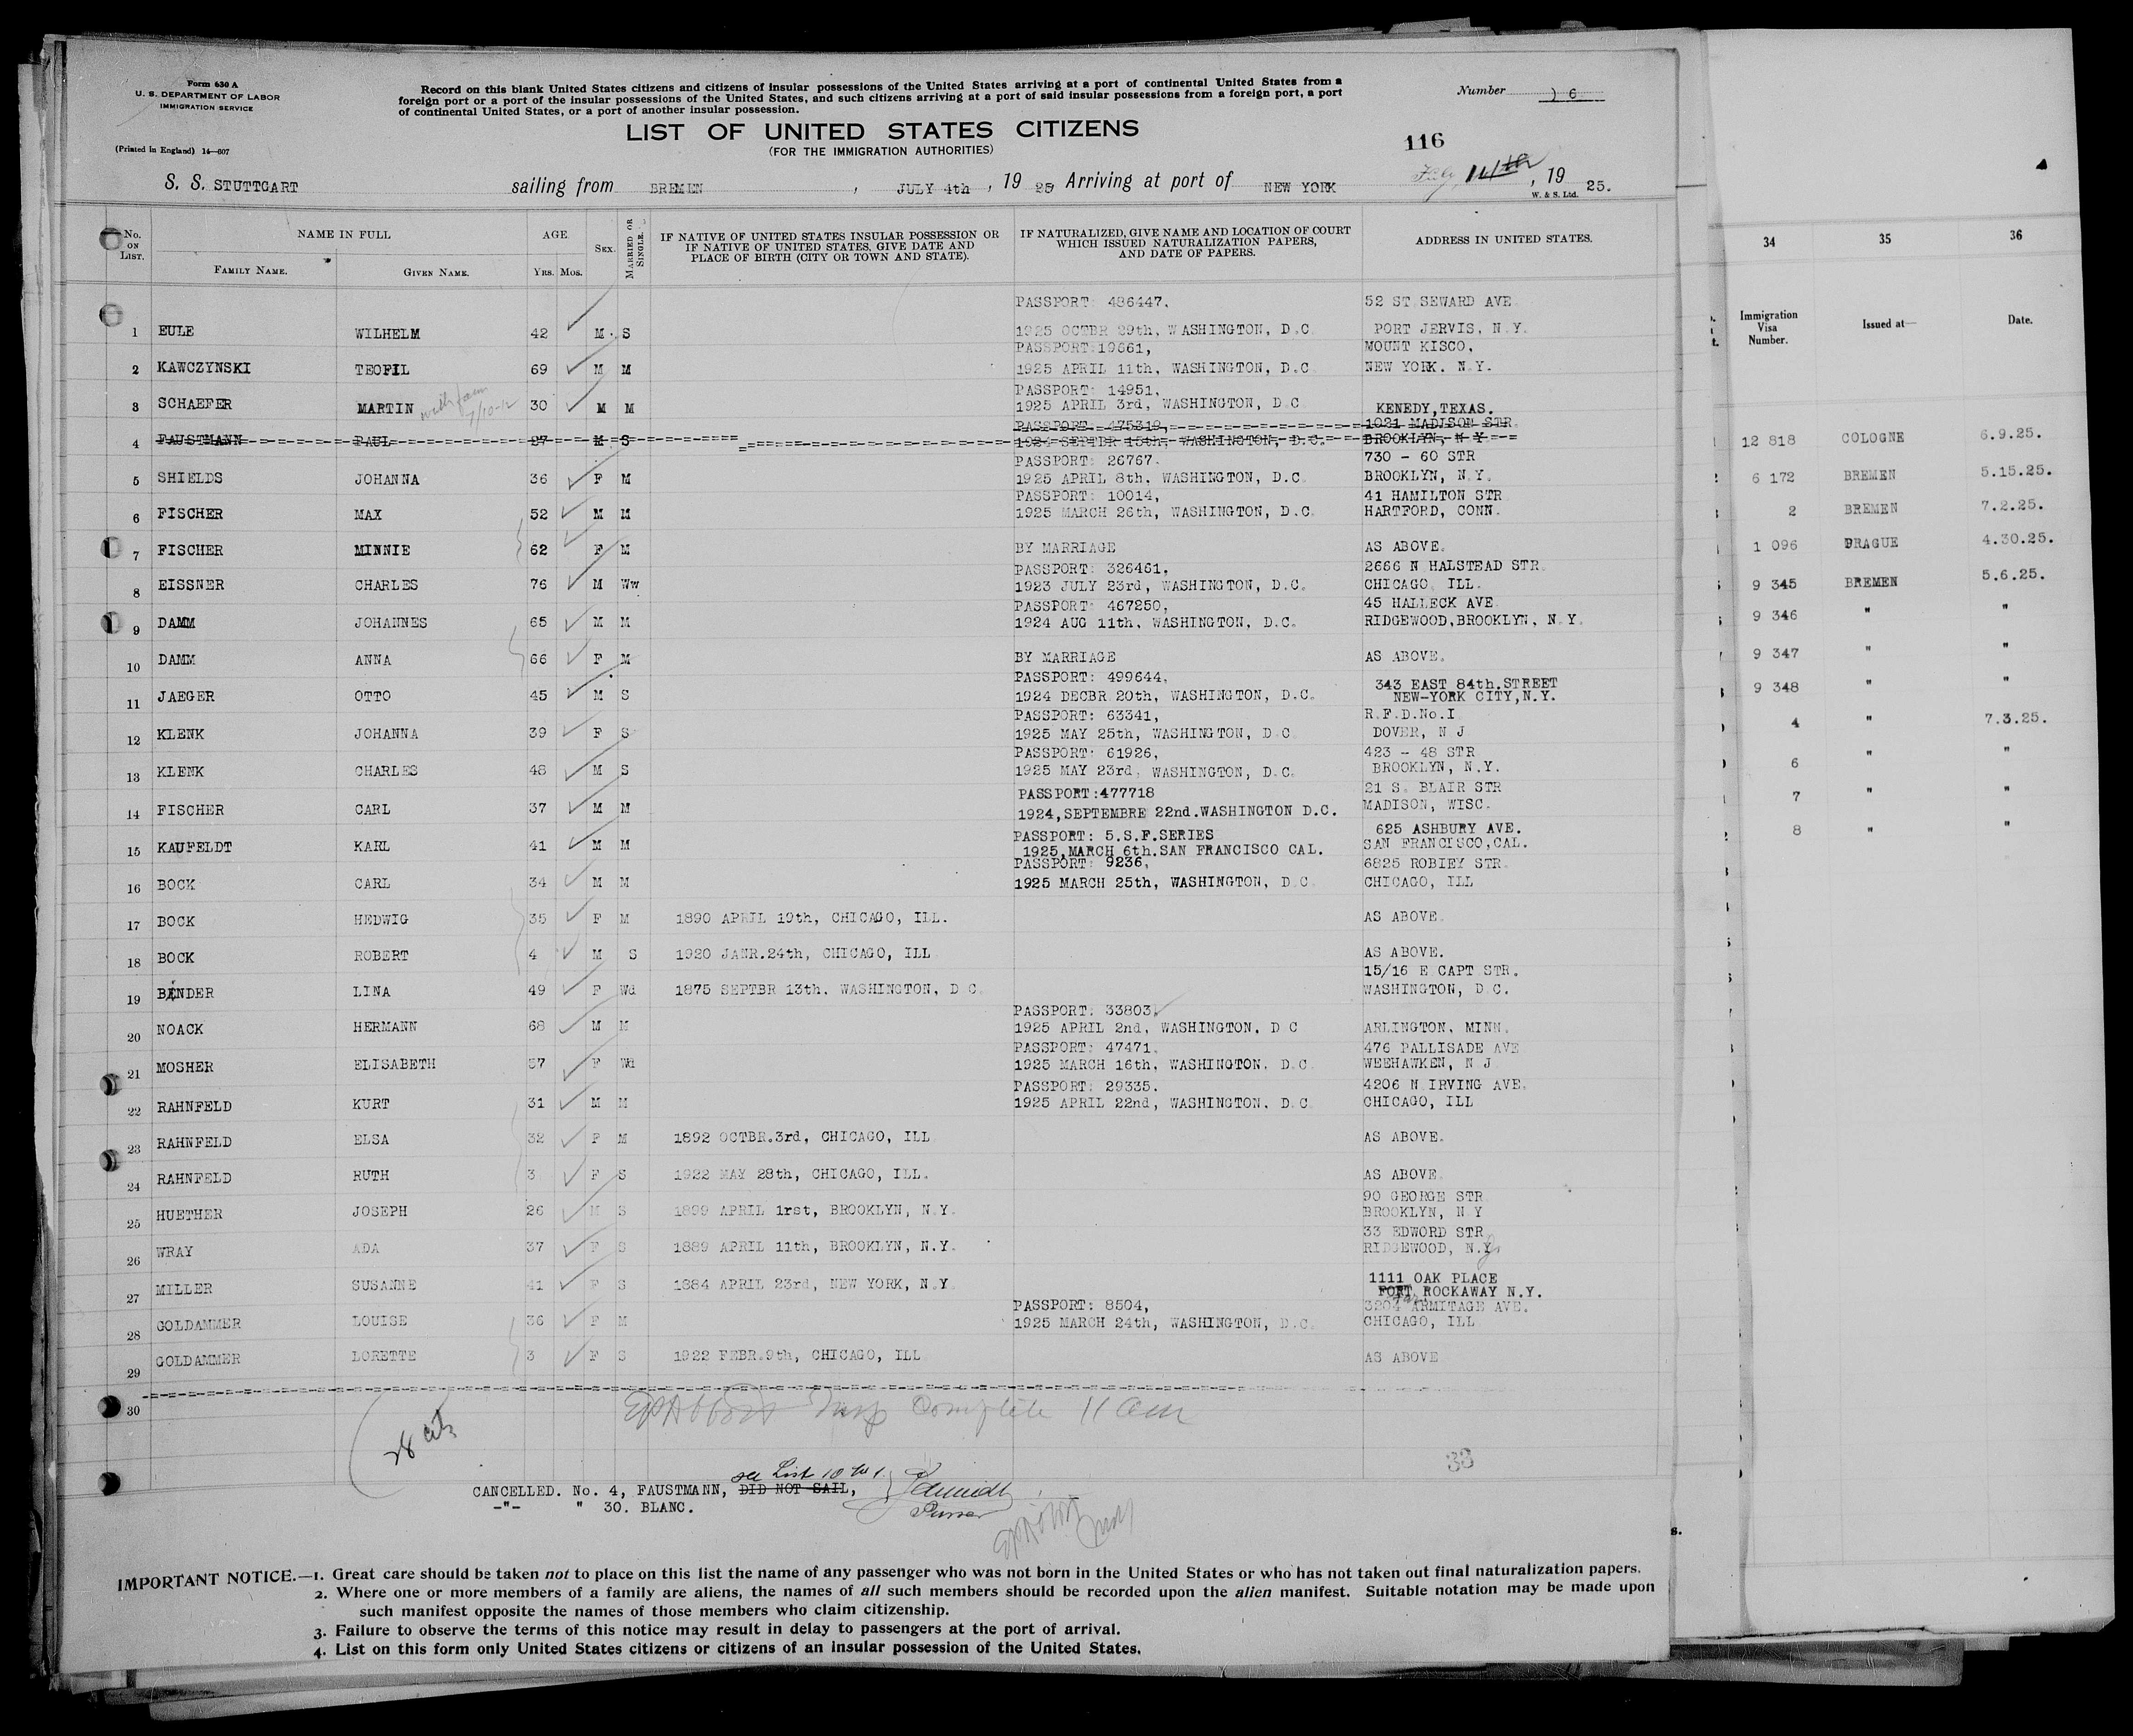 Form 630 A
U. S. DEPARTMENT OF LABOR
IMMIGRATION SERVICE
(Printed in England) 14—607
Record on this blank United States citizens and citizens of insular possessions of the United States arriving at a port of continental United States from a
foreign port or a port of the insular possessions of the United States, and such citizens arriving at a port of said insular possessions from a foreign port, a port
of continental United States, or a port of another insular possession.
Number 16
LIST OF UNITED STATES CITIZENS
(FOR THE IMMIGRATION AUTHORITIES)
116
S. S. STUTTGART sailing from BREMEN, JULY 4th, 19 25 Arriving at port of NEW YORK July 14th, 19 25.
W. & S. Ltd.
No. ON LIST.
NAME IN FULL
FAMILY NAME.
GIVEN NAME.
AGE
YRS. MOS.
SEX.
MARRIED OR SINGLE.
IF NATIVE OF UNITED STATES INSULAR POSSESSION OR
IF NATIVE OF UNITED STATES, GIVE DATE AND
PLACE OF BIRTH (CITY OR TOWN AND STATE).
IF NATURALIZED, GIVE NAME AND LOCATION OF COURT
WHICH ISSUED NATURALIZATION PAPERS,
AND DATE OF PAPERS.
ADDRESS IN UNITED STATES.
PASSPORT: 486447. 52 ST SEWARD AVE
1 EULE WILHELM 42 M S 1925 OCTBR 29th, WASHINGTON, D.C PORT JERVIS, N.Y.
PASSPORT:19661, MOUNT KISCO,
2 KAWCZYNSKI TEOFIL 69 M M 1925 APRIL 11th, WASHINGTON, D.C NEW YORK. N.Y.
PASSPORT: 14951,
3 SCHAEFER MARTIN 30 M M 1925 APRIL 3rd, WASHINGTON, D C KENEDY,TEXAS.
PASSPORT 475319, 1021 MADISON STR.
4 FAUSTMANN PAUL 27 M S 1924 SEPTBR 15th, WASHINGTON, D.C. BROOKLYN, N Y
PASSPORT: 26767. 730 - 60 STR
5 SHIELDS JOHANNA 36 F M 1925 APRIL 8th. WASHINGTON, D.C BROOKLYN, N.Y.
PASSPORT: 10014, 41 HAMILTON STR
6 FISCHER MAX 52 M M 1925 MARCH 26th, WASHINGTON, D.C. HARTFORD, CONN.
7 FISCHER MINNIE 62 F M BY MARRIAGE AS ABOVE.
PASSPORT: 326461, 2666 N HALSTEAD STR.
8 EISSNER CHARLES 76 M Ww 1923 JULY 23rd, WASHINGTON, D.C. CHICAGO. ILL.
PASSPORT: 467250, 45 HALLECK AVE
9 DAMM JOHANNES 65 M M 1924 AUG 11th, WASHINGTON, D.C. RIDGEWOOD,BROOKLYN, N.Y.
10 DAMM ANNA 66 F M BY MARRIAGE AS ABOVE.
PASSPORT: 499644, 343 EAST 84th.STREET
11 JAEGER OTTO 45 M S 1924 DECBR 20th, WASHINGTON, D.C. NEW-YORK CITY,N.Y.
PASSPORT: 63341, R.F.D.No.I
12 KLENK JOHANNA 39 F S 1925 MAY 25th, WASHINGTON, D C DOVER, N J
PASSPORT: 61926, 423 - 48 STR
13 KLENK CHARLES 48 M S 1925 MAY 23rd, WASHINGTON, D.C. BROOKLYN, N.Y.
PASSPORT:477718 21 S. BLAIR STR
14 FISCHER CARL 37 M M 1924,SEPTEMBRE 22nd.WASHINGTON D.C. MADISON, WISC.
PASSPORT: 5.S.F.SERIES 625 ASHBURY AVE.
15 KAUFELDT KARL 41 M M 1925,MARCH 6th.SAN FRANCISCO CAL. SAN FRANCISCO,CAL.
PASSPORT: 9236, 6825 ROBIEY STR.
16 BOCK CARL 34 M M 1925 MARCH 25th, WASHINGTON, D C CHICAGO, ILL
17 BOCK HEDWIG 35 F M 1890 APRIL 19th, CHICAGO, ILL. AS ABOVE.
18 BOCK ROBERT 4 M S 1920 JANR.24th, CHICAGO, ILL AS ABOVE.
15/16 E CAPT STR.
19 BINDER LINA 49 F Wd 1875 SEPTBR 13th. WASHINGTON, D C. WASHINGTON, D.C.
PASSPORT: 33803.
20 NOACK HERMANN 68 M M 1925 APRIL 2nd, WASHINGTON, D C ARLINGTON, MINN.
PASSPORT: 47471. 476 PALLISADE AVE
21 MOSHER ELISABETH 57 F Wd 1925 MARCH 16th, WASHINGTON. D.C WEEHAWKEN, N J
PASSPORT: 29335. 4206 N IRVING AVE.
22 RAHNFELD KURT 31 M M 1925 APRIL 22nd, WASHINGTON. D.C CHICAGO, ILL
23 RAHNFELD ELSA 32 F M 1892 OCTBR.3rd, CHICAGO, ILL AS ABOVE.
24 RAHNFELD RUTH 3 F S 1922 MAY 28th, CHICAGO, ILL. AS ABOVE.
90 GEORGE STR
25 HUETHER JOSEPH 26 M S 1899 APRIL 1rst, BROOKLYN, N.Y. BROOKLYN, N Y
33 EDWORD STR
26 WRAY ADA 37 F S 1889 APRIL 11th, BROOKLYN, N.Y. RIDGEWOOD, N.Y
1111 OAK PLACE
27 MILLER SUSANNE 41 F S 1884 APRIL 23rd, NEW YORK, N.Y FORT Far ROCKAWAY N.Y.
PASSPORT: 8504, 3204 ARMITAGE AVE.
28 GOLDAMMER LOUISE 36 F M 1925 MARCH 24th, WASHINGTON, D.C. CHICAGO, ILL
29 GOLDAMMER LORETTE 3 F S 1922 FEBR.9th, CHICAGO, ILL AS ABOVE
30
Insp Complete 11 am
28 cits
33
see List 10 No 1.
CANCELLED. No. 4, FAUSTMANN, DID NOT SAIL, Schmidt
-"- " 30. BLANC. Purser
IMPORTANT NOTICE.—1. Great care should be taken not to place on this list the name of any passenger who was not born in the United States or who has not taken out final naturalization papers.
2. Where one or more members of a family are aliens, the names of all such members should be recorded upon the alien manifest. Suitable notation may be made upon
such manifest opposite the names of those members who claim citizenship.
3. Failure to observe the terms of this notice may result in delay to passengers at the port of arrival.
4. List on this form only United States citizens or citizens of an insular possession of the United States.
34 35 36
Immigration Visa Number. Issued at— Date.
12 818 COLOGNE 6.9.25.
6 172 BREMEN 5.15.25.
2 BREMEN 7.2.25.
1 096 PRAGUE 4.30.25.
9 345 BREMEN 5.6.25.
9 346 " "
9 347 " "
9 348 " "
4 " 7.3.25.
6 " "
7 " "
8 " "